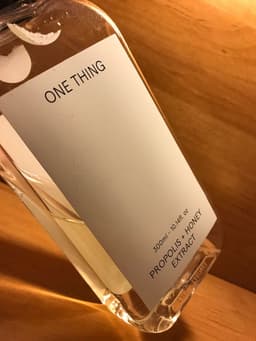 ONE THING
300ml - 10.14fl. oz
PROPOLIS + HONEY
EXTRACT